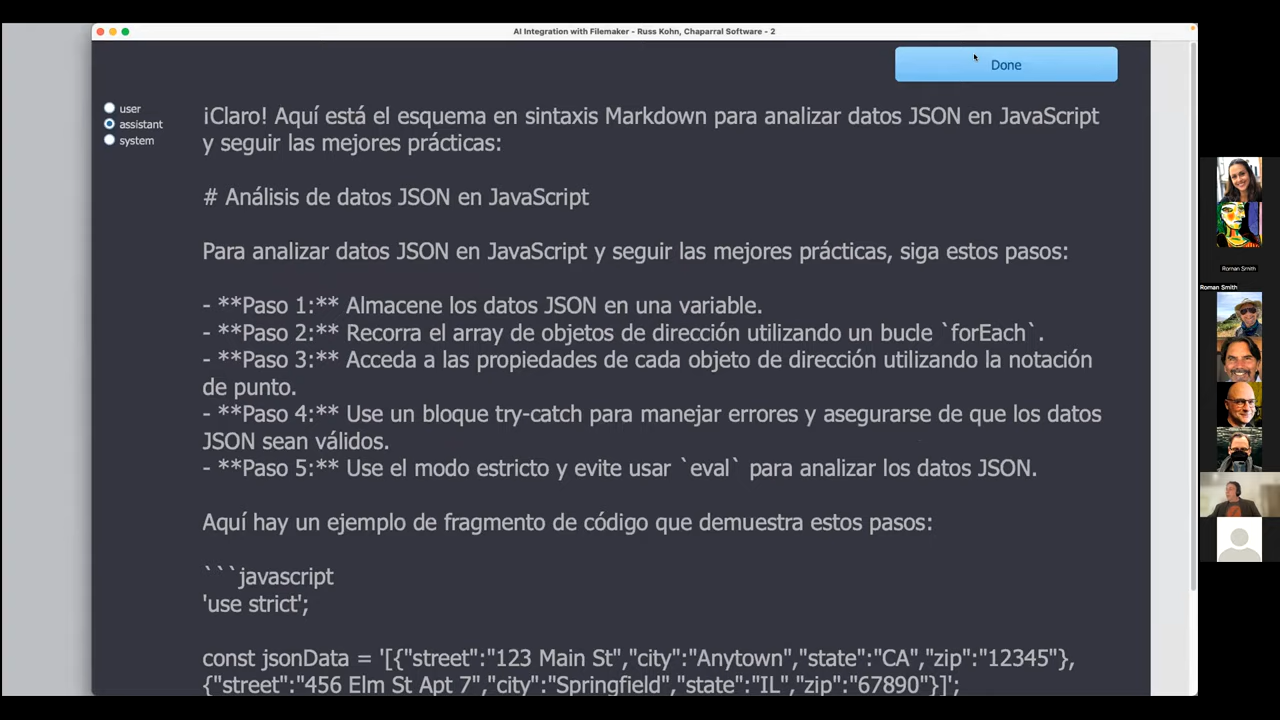 AI Integration with Filemaker - Russ Kohn, Chaparral Software - 2
Done
user
assistant
system
¡Claro! Aquí está el esquema en sintaxis Markdown para analizar datos JSON en JavaScript
y seguir las mejores prácticas:
# Análisis de datos JSON en JavaScript
Para analizar datos JSON en JavaScript y seguir las mejores prácticas, siga estos pasos:
- **Paso 1:** Almacene los datos JSON en una variable.
- **Paso 2:** Recorra el array de objetos de dirección utilizando un bucle `forEach`.
- **Paso 3:** Acceda a las propiedades de cada objeto de dirección utilizando la notación
de punto.
- **Paso 4:** Use un bloque try-catch para manejar errores y asegurarse de que los datos
JSON sean válidos.
- **Paso 5:** Use el modo estricto y evite usar `eval` para analizar los datos JSON.
Aquí hay un ejemplo de fragmento de código que demuestra estos pasos:
```javascript
'use strict';
const jsonData = '[{"street":"123 Main St","city":"Anytown","state":"CA","zip":"12345"},
{"street":"456 Elm St Apt 7","city":"Springfield","state":"IL","zip":"67890"}]';
Roman Smith
Roman Smith